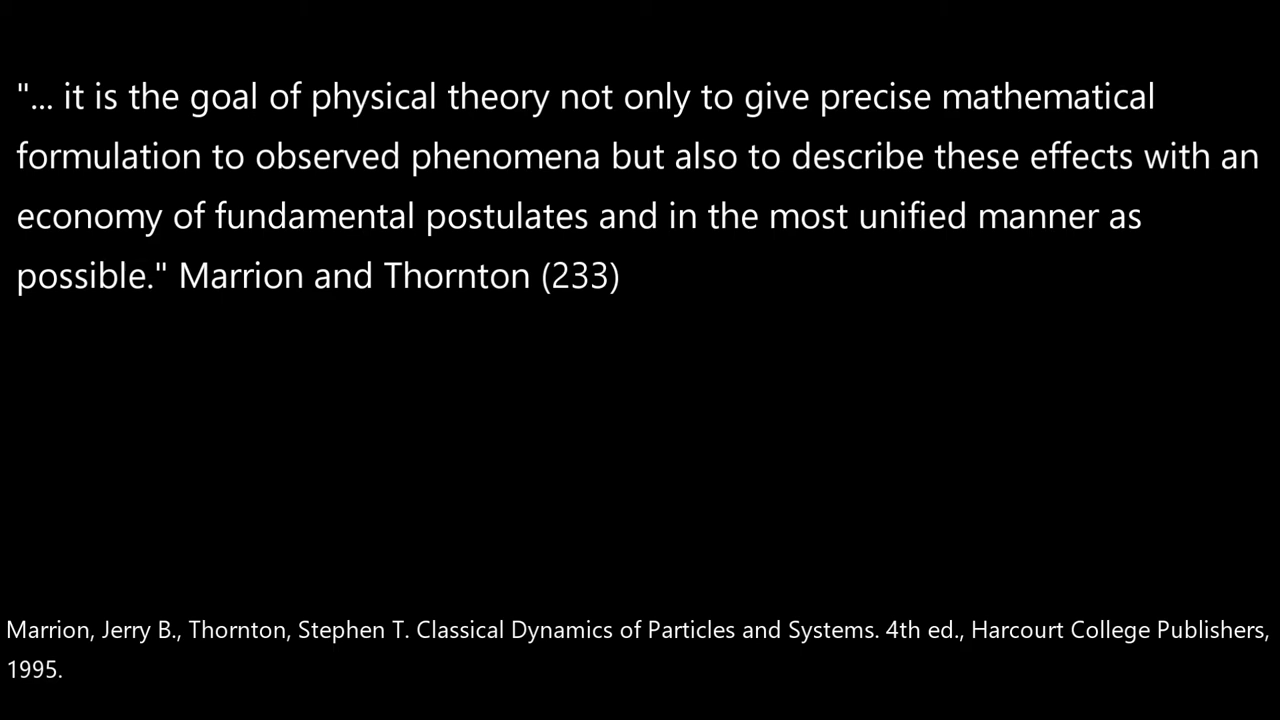 "... it is the goal of physical theory not only to give precise mathematical
formulation to observed phenomena but also to describe these effects with an
economy of fundamental postulates and in the most unified manner as
possible." Marrion and Thornton (233)
Marrion, Jerry B., Thornton, Stephen T. Classical Dynamics of Particles and Systems. 4th ed., Harcourt College Publishers,
1995.